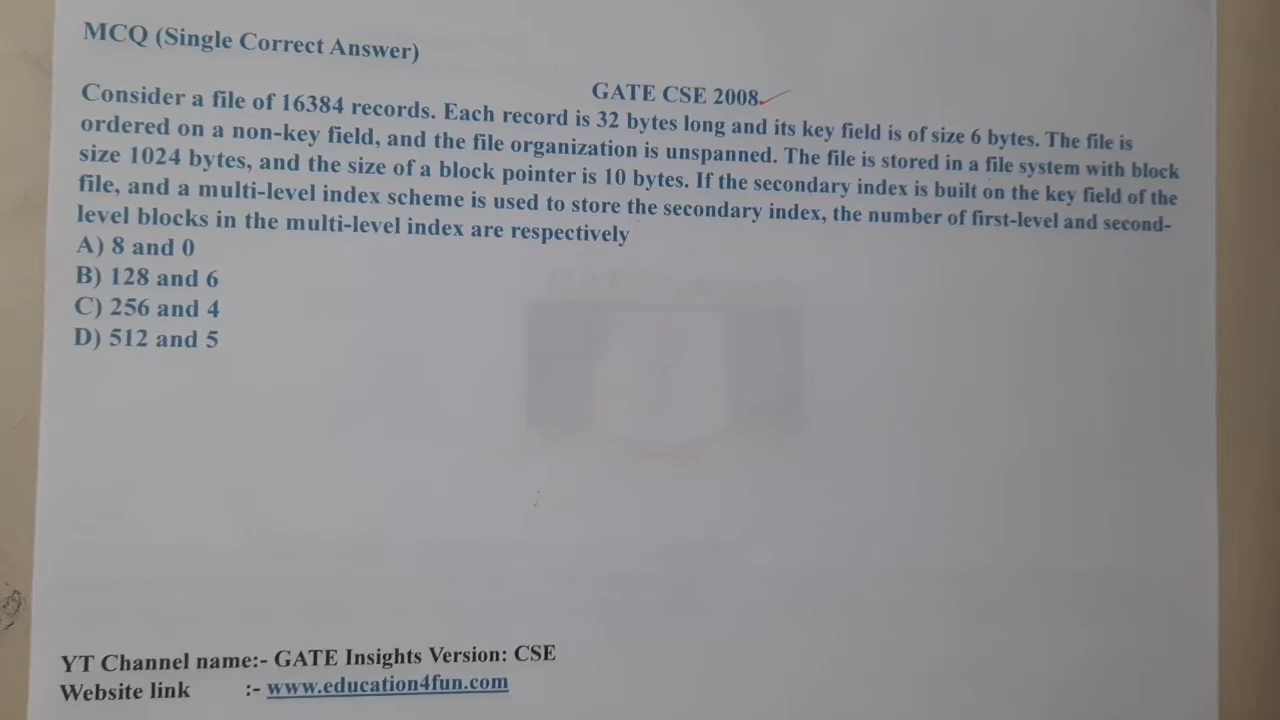 MCQ (Single Correct Answer)
GATE CSE 2008
Consider a file of 16384 records. Each record is 32 bytes long and its key field is of size 6 bytes. The file is
ordered on a non-key field, and the file organization is unspanned. The file is stored in a file system with block
size 1024 bytes, and the size of a block pointer is 10 bytes. If the secondary index is built on the key field of the
file, and a multi-level index scheme is used to store the secondary index, the number of first-level and second-
level blocks in the multi-level index are respectively
A) 8 and 0
B) 128 and 6
C) 256 and 4
D) 512 and 5
YT Channel name:- GATE Insights Version: CSE
Website link :- www.education4fun.com